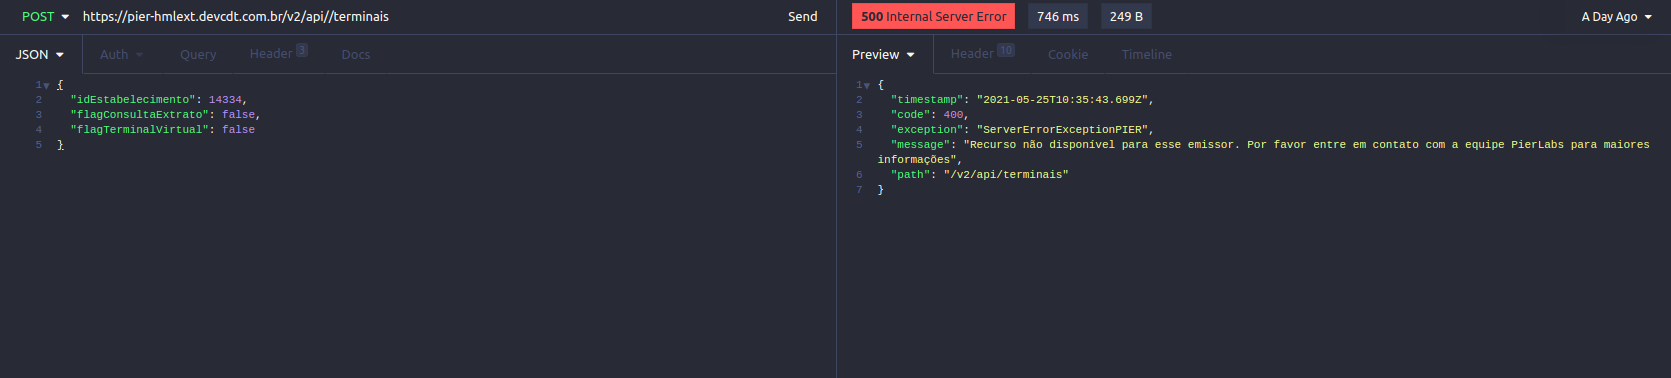 POST https://pier-hmlext.devcdt.com.br/v2/api//terminais Send
JSON Auth Query Header 3 Docs
1 {
2 "idEstabelecimento": 14334,
3 "flagConsultaExtrato": false,
4 "flagTerminalVirtual": false
5 }
500 Internal Server Error 746 ms 249 B A Day Ago
Preview Header 10 Cookie Timeline
1 {
2 "timestamp": "2021-05-25T10:35:43.699Z",
3 "code": 400,
4 "exception": "ServerErrorExceptionPIER",
5 "message": "Recurso não disponível para esse emissor. Por favor entre em contato com a equipe PierLabs para maiores
informações",
6 "path": "/v2/api/terminais"
7 }